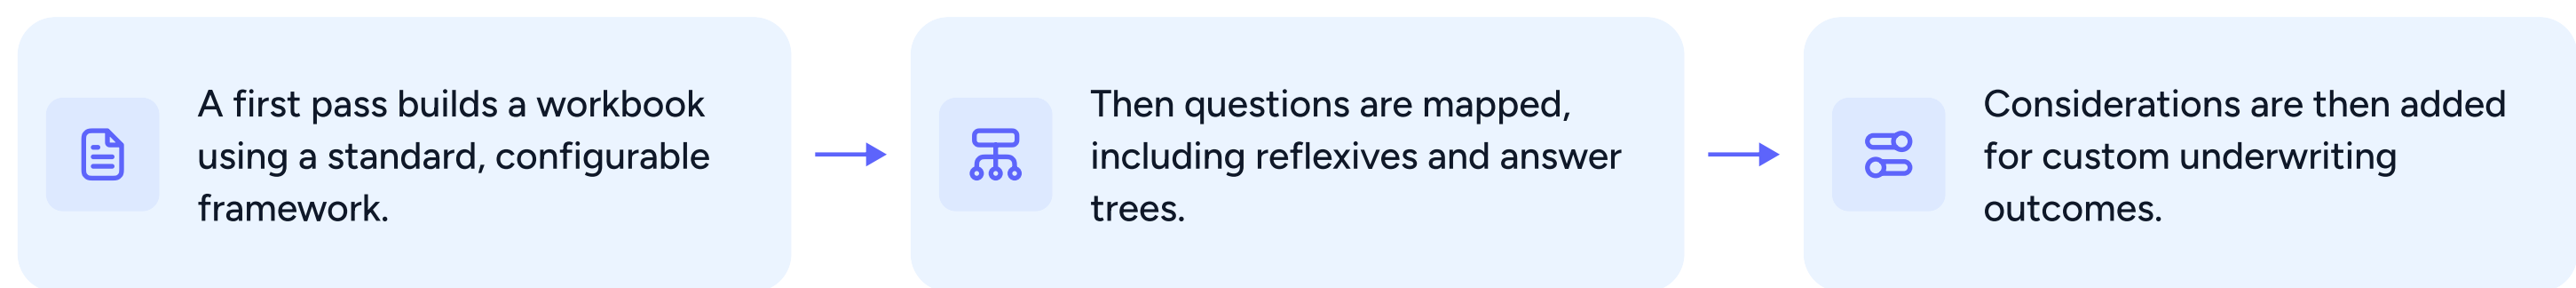 A first pass builds a workbook
using a standard, configurable
framework.
Then questions are mapped,
including reflexives and answer
trees.
Considerations are then added
for custom underwriting
outcomes.